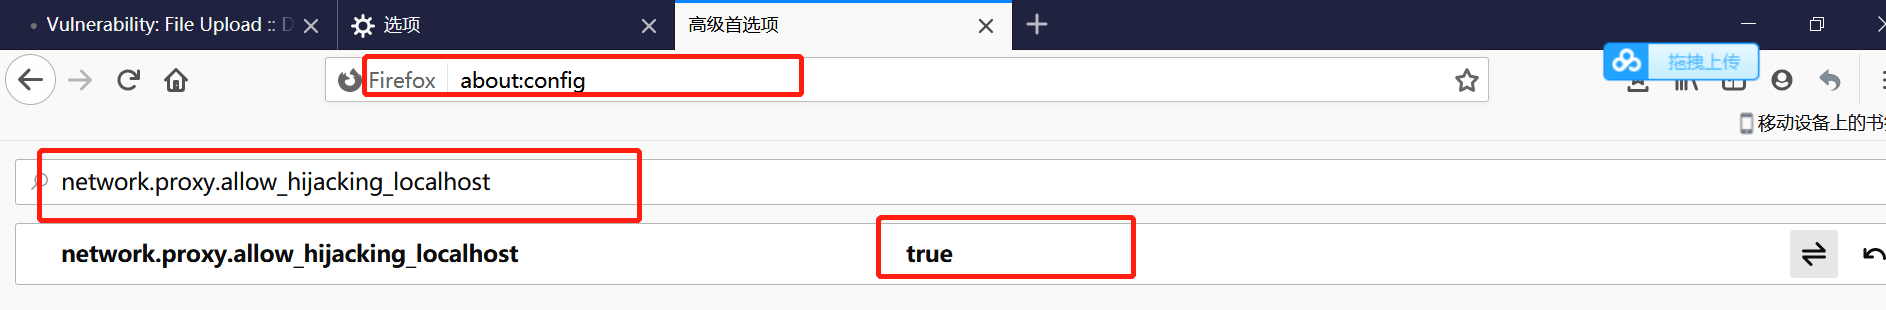 Vulnerability: File Upload :: D
选项
高级首选项
Firefox about:config
拖拽上传
移动设备上的书
network.proxy.allow_hijacking_localhost
network.proxy.allow_hijacking_localhost true